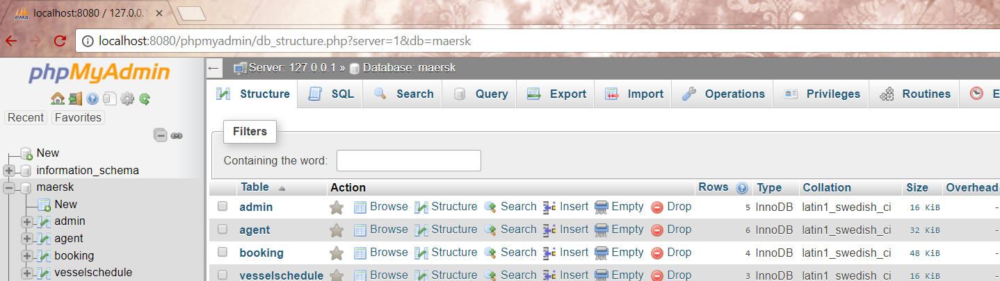 localhost:8080 / 127.0.0.1
localhost:8080/phpmyadmin/db_structure.php?server=1&db=maersk
phpMyAdmin
Server: 127.0.0.1 » Database: maersk
Structure SQL Search Query Export Import Operations Privileges Routines E
Recent Favorites
Filters
Containing the word:
New
information_schema
maersk
New
admin
agent
booking
vesselschedule
Table Action Rows Type Collation Size Overhead
admin Browse Structure Search Insert Empty Drop 5 InnoDB latin1_swedish_ci 16 KiB -
agent Browse Structure Search Insert Empty Drop 6 InnoDB latin1_swedish_ci 32 KiB -
booking Browse Structure Search Insert Empty Drop 4 InnoDB latin1_swedish_ci 48 KiB -
vesselschedule Browse Structure Search Insert Empty Drop 3 InnoDB latin1_swedish_ci 16 KiB -